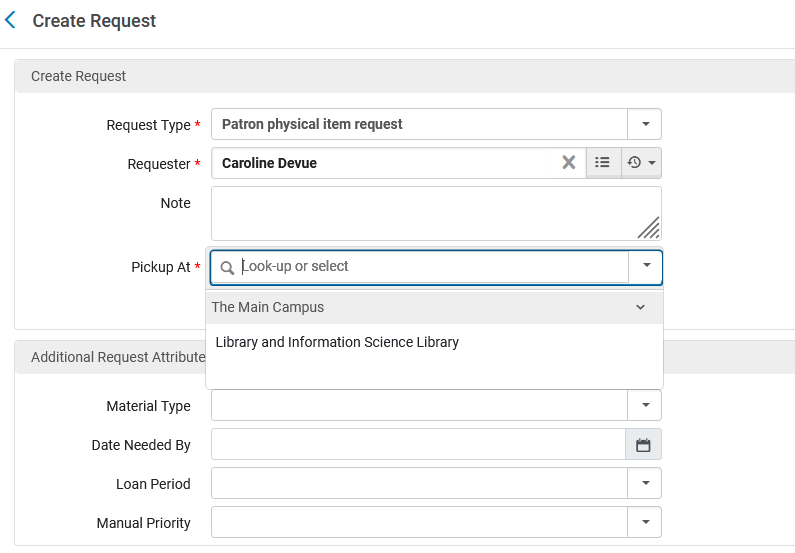 Create Request
Create Request
Request Type *
Patron physical item request
Requester *
Caroline Devue
Note
Pickup At *
Look-up or select
The Main Campus
Library and Information Science Library
Additional Request Attribute
Material Type
Date Needed By
Loan Period
Manual Priority